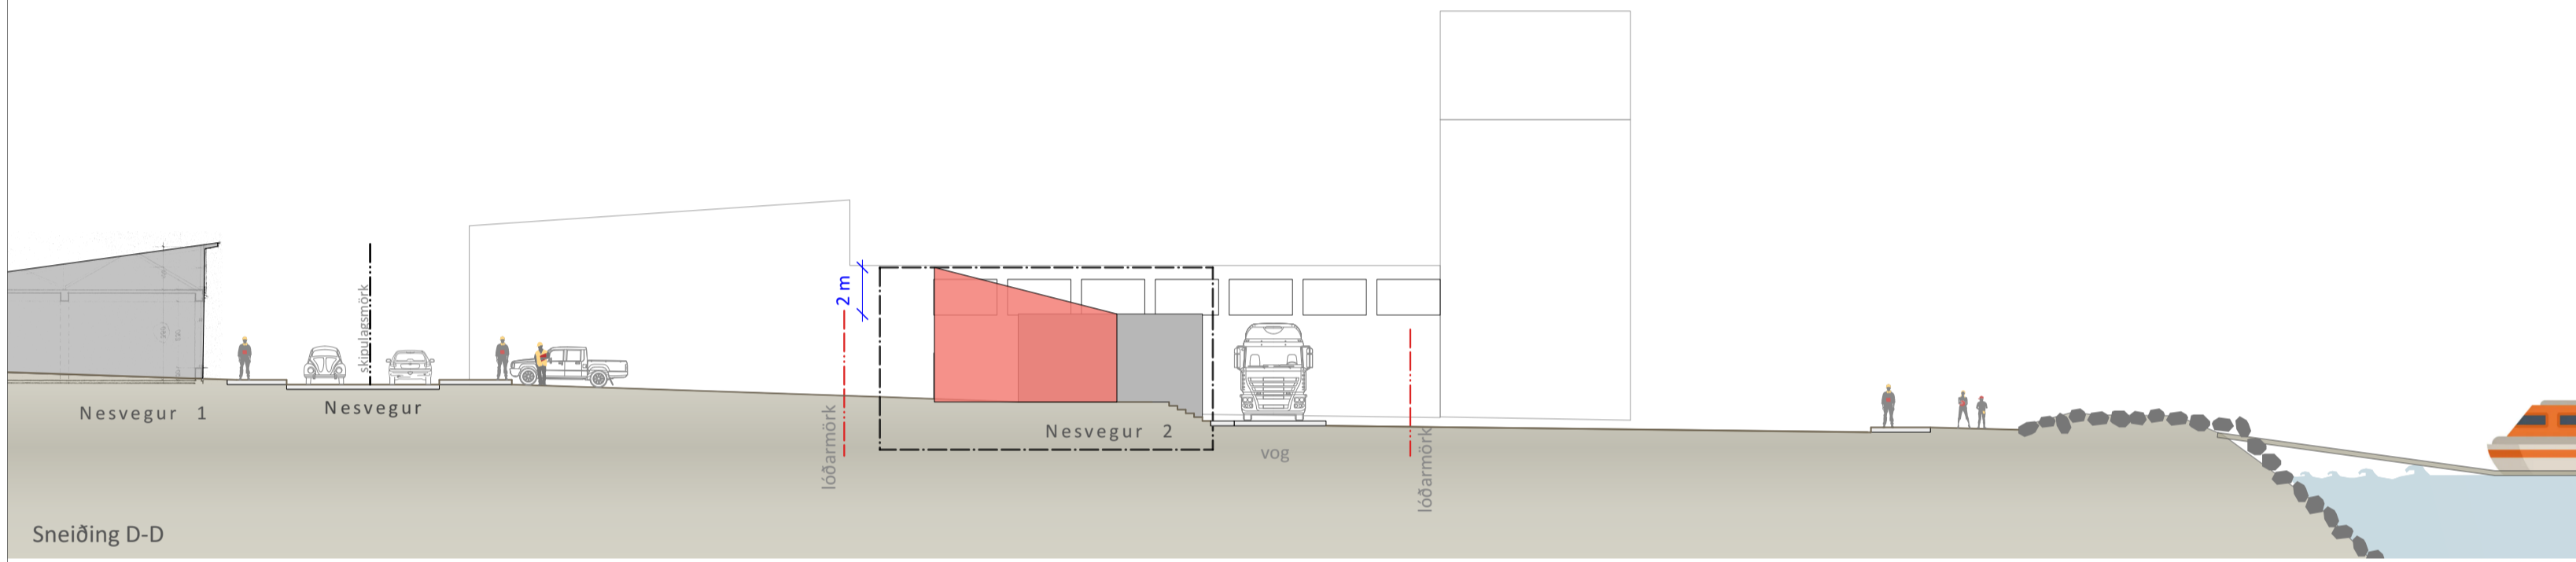 skipulagsmörk
2 m
Nesvegur 1
Nesvegur
lóðarmörk
Nesvegur 2
vog
lóðarmörk
Sneiðing D-D